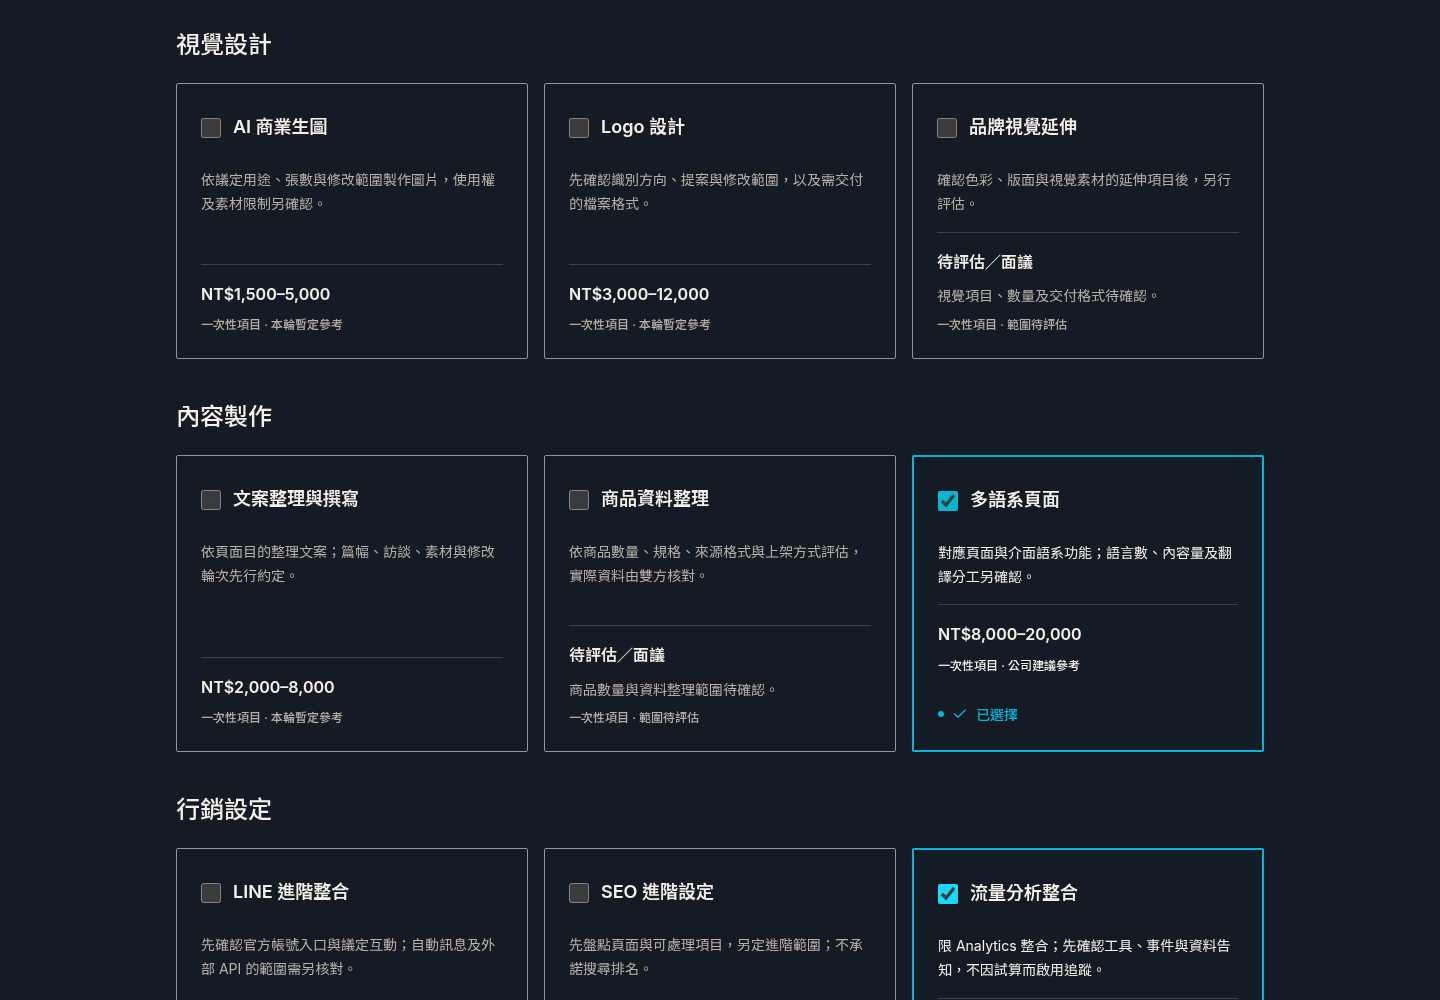 視覺設計
AI 商業生圖
依議定用途、張數與修改範圍製作圖片，使用權
及素材限制另確認。
NT$1,500–5,000
一次性項目 · 本輪暫定參考
Logo 設計
先確認識別方向、提案與修改範圍，以及需交付
的檔案格式。
NT$3,000–12,000
一次性項目 · 本輪暫定參考
品牌視覺延伸
確認色彩、版面與視覺素材的延伸項目後，另行
評估。
待評估／面議
視覺項目、數量及交付格式待確認。
一次性項目 · 範圍待評估
內容製作
文案整理與撰寫
依頁面目的整理文案；篇幅、訪談、素材與修改
輪次先行約定。
NT$2,000–8,000
一次性項目 · 本輪暫定參考
商品資料整理
依商品數量、規格、來源格式與上架方式評估，
實際資料由雙方核對。
待評估／面議
商品數量與資料整理範圍待確認。
一次性項目 · 範圍待評估
多語系頁面
對應頁面與介面語系功能；語言數、內容量及翻
譯分工另確認。
NT$8,000–20,000
一次性項目 · 公司建議參考
已選擇
行銷設定
LINE 進階整合
先確認官方帳號入口與議定互動；自動訊息及外
部 API 的範圍需另核對。
SEO 進階設定
先盤點頁面與可處理項目，另定進階範圍；不承
諾搜尋排名。
流量分析整合
限 Analytics 整合；先確認工具、事件與資料告
知，不因試算而啟用追蹤。